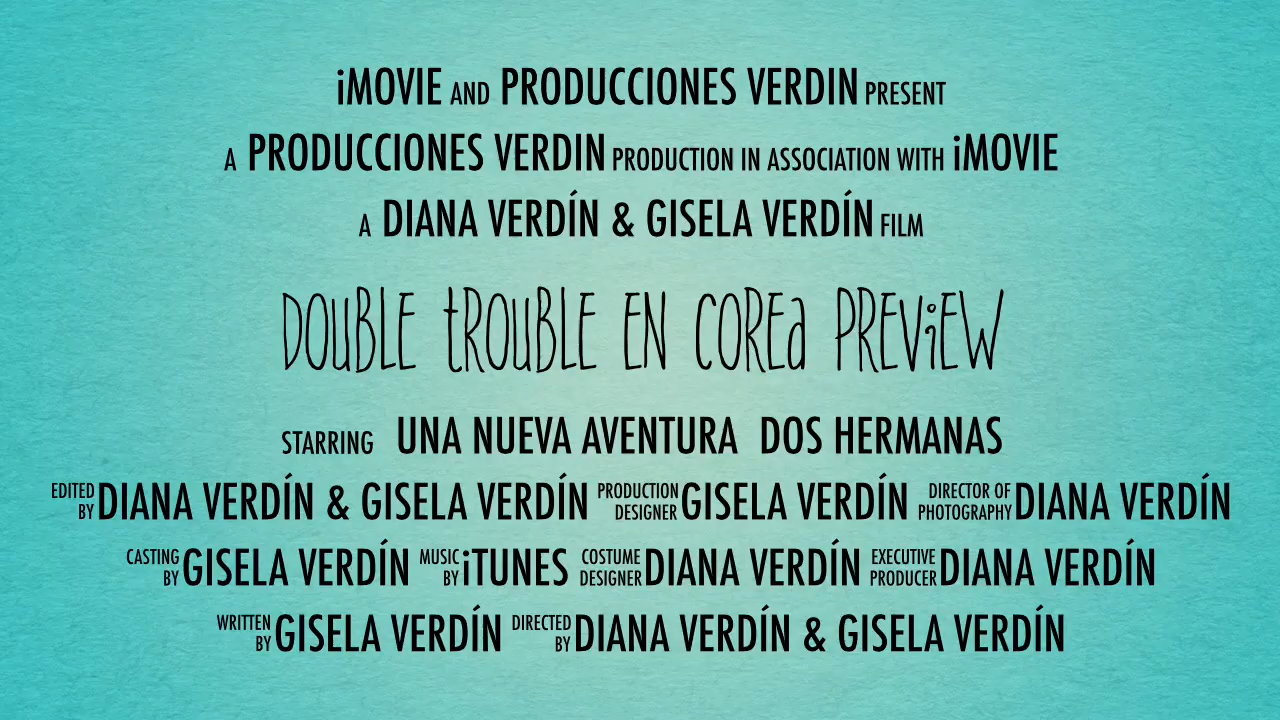 iMOVIE AND PRODUCCIONES VERDIN PRESENT
A PRODUCCIONES VERDIN PRODUCTION IN ASSOCIATION WITH iMOVIE
A DIANA VERDÍN & GISELA VERDÍN FILM
DOUBLE TROUBLE EN COREA PREVIEW
STARRING UNA NUEVA AVENTURA DOS HERMANAS
EDITED BY DIANA VERDÍN & GISELA VERDÍN PRODUCTION DESIGNER GISELA VERDÍN DIRECTOR OF PHOTOGRAPHY DIANA VERDÍN
CASTING BY GISELA VERDÍN MUSIC BY iTUNES COSTUME DESIGNER DIANA VERDÍN EXECUTIVE PRODUCER DIANA VERDÍN
WRITTEN BY GISELA VERDÍN DIRECTED BY DIANA VERDÍN & GISELA VERDÍN